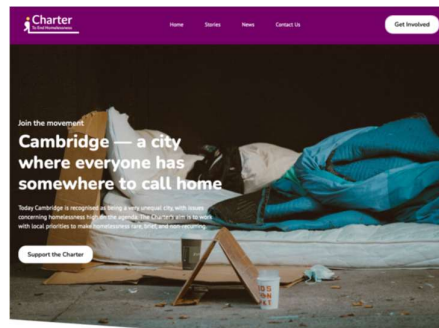 Charter
To End Homelessness
Home
Stories
News
Contact Us
Get Involved
Join the movement
Cambridge — a city
where everyone has
somewhere to call home
Today Cambridge is recognised as being a very unequal city with issues
concerning homelessness high on the agenda. The Charter's aim is to work
with local priorities to make homelessness rare, brief, and non-recurring.
Support the Charter